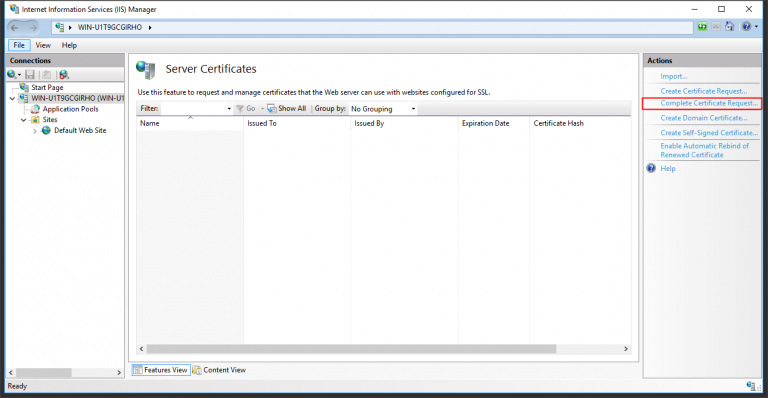 Internet Information Services (IIS) Manager
WIN-U1T9GCGIRHO
File View Help
Connections
Start Page
WIN-U1T9GCGIRHO (WIN-U1
Application Pools
Sites
Default Web Site
Server Certificates
Use this feature to request and manage certificates that the Web server can use with websites configured for SSL.
Filter: Go Show All Group by: No Grouping
Name Issued To Issued By Expiration Date Certificate Hash
Features View Content View
Actions
Import...
Create Certificate Request...
Complete Certificate Request...
Create Domain Certificate...
Create Self-Signed Certificate...
Enable Automatic Rebind of
Renewed Certificate
Help
Ready